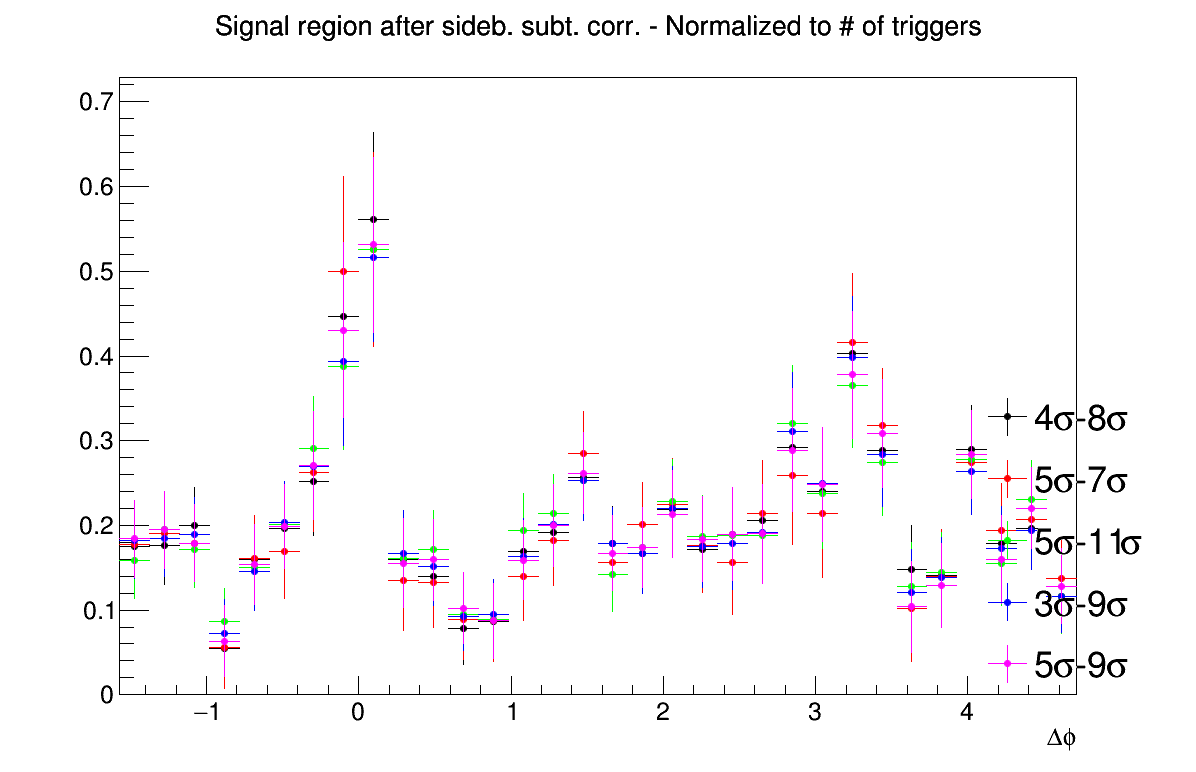 Signal region after sideb. subt. corr. - Normalized to # of triggers
0.7
0.6
0.5
0.4
0.3
0.2
0.1
0
4σ-8σ
5σ-7σ
5σ-11σ
3σ-9σ
5σ-9σ
−1 0 1 2 3 4
Δϕ